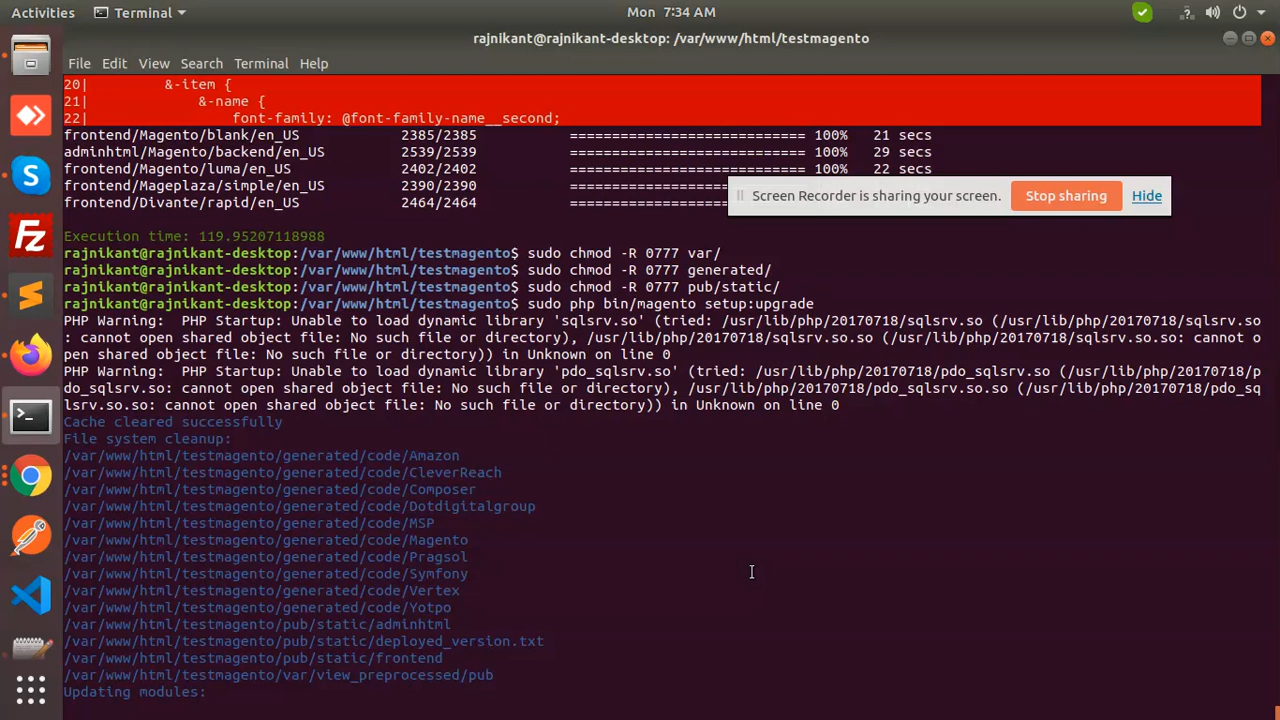 Activities
Terminal
Mon 7:34 AM
rajnikant@rajnikant-desktop: /var/www/html/testmagento
File Edit View Search Terminal Help
20| &-item {
21| &-name {
22| font-family: @font-family-name__second;
frontend/Magento/blank/en_US 2385/2385 ============================ 100% 21 secs
adminhtml/Magento/backend/en_US 2539/2539 ============================ 100% 29 secs
frontend/Magento/luma/en_US 2402/2402 ============================ 100% 22 secs
frontend/Mageplaza/simple/en_US 2390/2390 ===================
frontend/Divante/rapid/en_US 2464/2464 ===================
Screen Recorder is sharing your screen.
Stop sharing
Hide
Execution time: 119.95207118988
rajnikant@rajnikant-desktop:/var/www/html/testmagento$ sudo chmod -R 0777 var/
rajnikant@rajnikant-desktop:/var/www/html/testmagento$ sudo chmod -R 0777 generated/
rajnikant@rajnikant-desktop:/var/www/html/testmagento$ sudo chmod -R 0777 pub/static/
rajnikant@rajnikant-desktop:/var/www/html/testmagento$ sudo php bin/magento setup:upgrade
PHP Warning:  PHP Startup: Unable to load dynamic library 'sqlsrv.so' (tried: /usr/lib/php/20170718/sqlsrv.so (/usr/lib/php/20170718/sqlsrv.so
: cannot open shared object file: No such file or directory), /usr/lib/php/20170718/sqlsrv.so.so (/usr/lib/php/20170718/sqlsrv.so.so: cannot o
pen shared object file: No such file or directory)) in Unknown on line 0
PHP Warning:  PHP Startup: Unable to load dynamic library 'pdo_sqlsrv.so' (tried: /usr/lib/php/20170718/pdo_sqlsrv.so (/usr/lib/php/20170718/p
do_sqlsrv.so: cannot open shared object file: No such file or directory), /usr/lib/php/20170718/pdo_sqlsrv.so.so (/usr/lib/php/20170718/pdo_sq
lsrv.so.so: cannot open shared object file: No such file or directory)) in Unknown on line 0
Cache cleared successfully
File system cleanup:
/var/www/html/testmagento/generated/code/Amazon
/var/www/html/testmagento/generated/code/CleverReach
/var/www/html/testmagento/generated/code/Composer
/var/www/html/testmagento/generated/code/Dotdigitalgroup
/var/www/html/testmagento/generated/code/MSP
/var/www/html/testmagento/generated/code/Magento
/var/www/html/testmagento/generated/code/Pragsol
/var/www/html/testmagento/generated/code/Symfony
/var/www/html/testmagento/generated/code/Vertex
/var/www/html/testmagento/generated/code/Yotpo
/var/www/html/testmagento/pub/static/adminhtml
/var/www/html/testmagento/pub/static/deployed_version.txt
/var/www/html/testmagento/pub/static/frontend
/var/www/html/testmagento/var/view_preprocessed/pub
Updating modules: